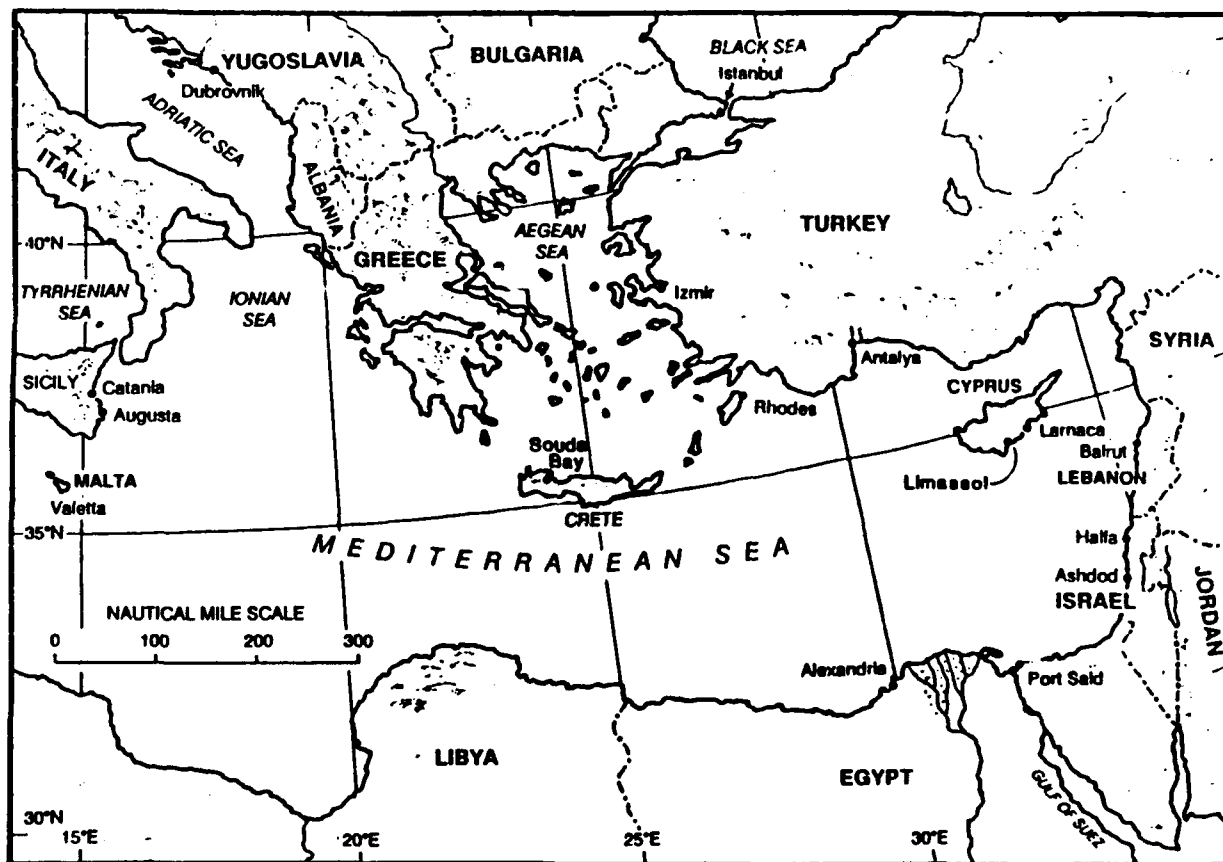 YUGOSLAVIA
BULGARIA
BLACK SEA
Istanbul
Dubrovnik
ADRIATIC SEA
ITALY
ALBANIA
AEGEAN
SEA
TURKEY
40°N
GREECE
TYRRHENIAN
SEA
IONIAN
SEA
Izmir
SYRIA
SICILY
Catania
Augusta
Antalya
CYPRUS
Rhodes
Larnaca
Souda
Bay
Beirut
Limassol
LEBANON
MALTA
Valetta
CRETE
35°N
MEDITERRANEAN SEA
Haifa
Ashdod
ISRAEL
JORDAN
NAUTICAL MILE SCALE
0 100 200 300
Alexandria
Port Said
LIBYA
EGYPT
GULF OF SUEZ
30°N
15°E
20°E
25°E
30°E